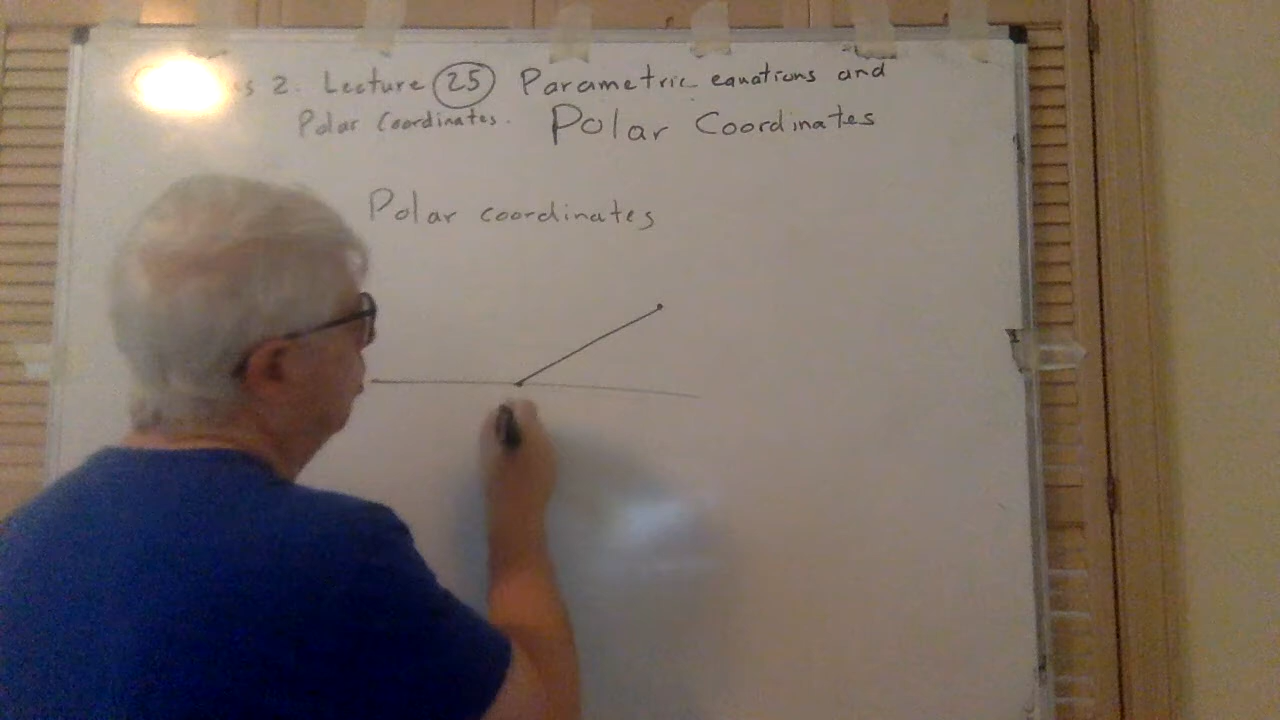 s 2. Lecture 25 Parametric equations and
Polar Coordinates. Polar Coordinates
Polar coordinates